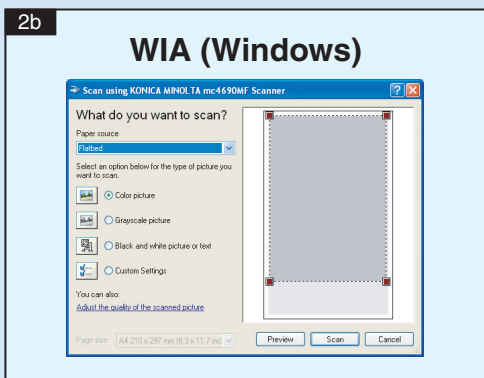 2b
WIA (Windows)
Scan using KONICA MINOLTA mc4690MF Scanner
What do you want to scan?
Paper source
Flatbed
Select an option below for the type of picture you
want to scan.
Color picture
Grayscale picture
Black and white picture or text
Custom Settings
You can also:
Adjust the quality of the scanned picture
Page size: A4 210 x 297 mm (8.3 x 11.7 inc
Preview Scan Cancel